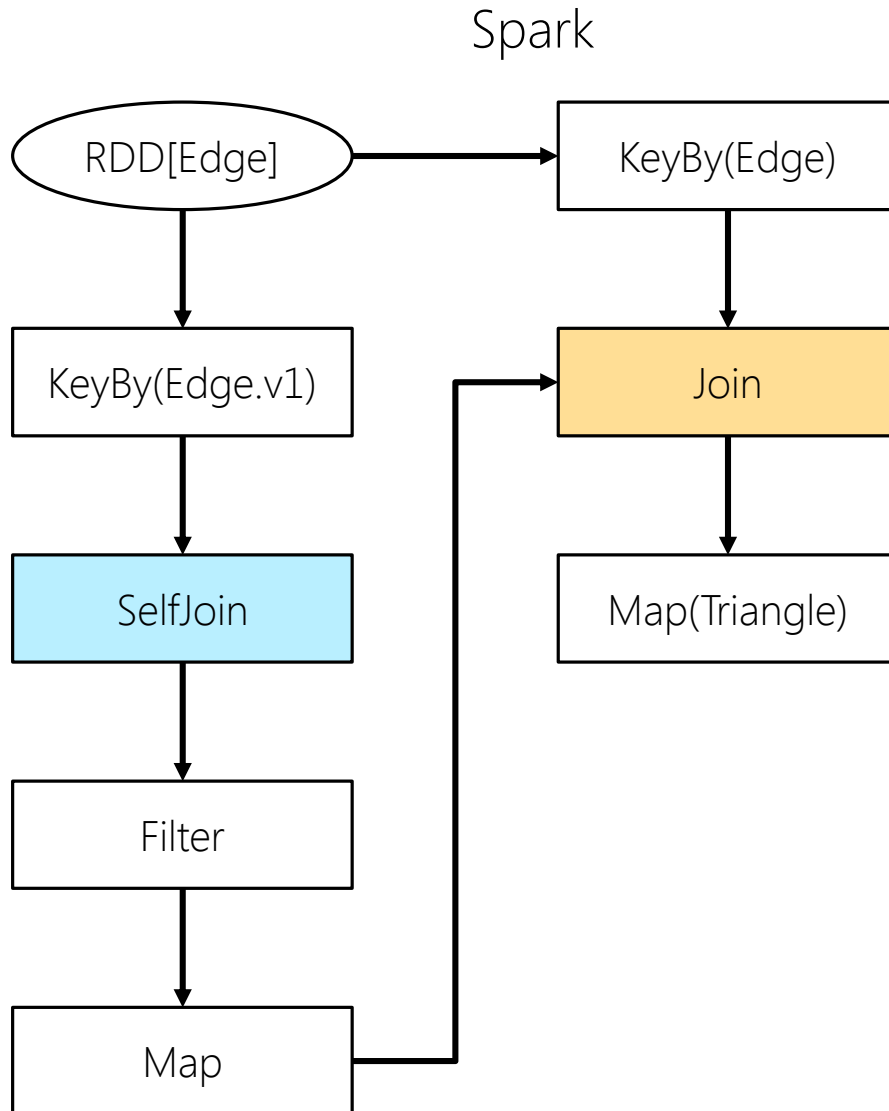 Spark
RDD[Edge]
KeyBy(Edge)
KeyBy(Edge.v1)
Join
SelfJoin
Map(Triangle)
Filter
Map